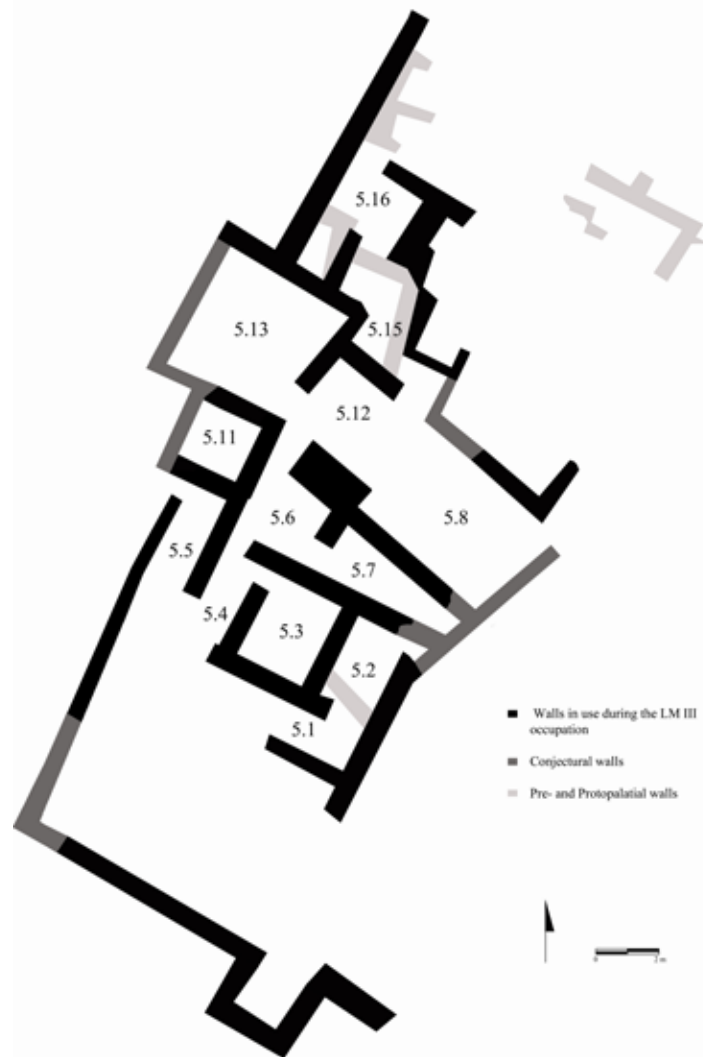 5.16
5.15
5.13
5.12
5.11
5.8
5.6
5.5
5.7
5.4
5.3
5.2
5.1
Walls in use during the LM III
occupation
Conjectural walls
Pre- and Protopalatial walls
0 2 m